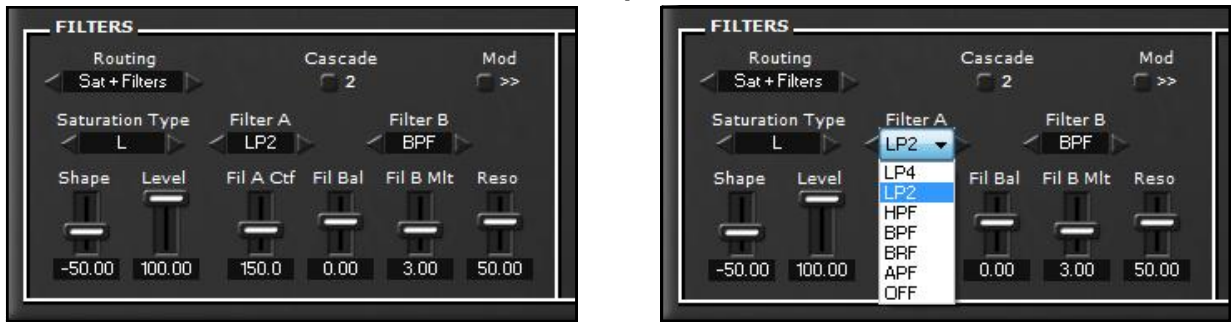 FILTERS
Routing Cascade Mod
Sat + Filters 2 >>
Saturation Type Filter A Filter B
L LP2 BPF
Shape Level Fil A Ctf Fil Bal Fil B Mlt Reso
-50.00 100.00 150.0 0.00 3.00 50.00
FILTERS
Routing Cascade Mod
Sat + Filters 2 >>
Saturation Type Filter A Filter B
L LP2 BPF
LP4
LP2
HPF
BPF
BRF
APF
OFF
Shape Level Fil Bal Fil B Mlt Reso
-50.00 100.00 0.00 3.00 50.00